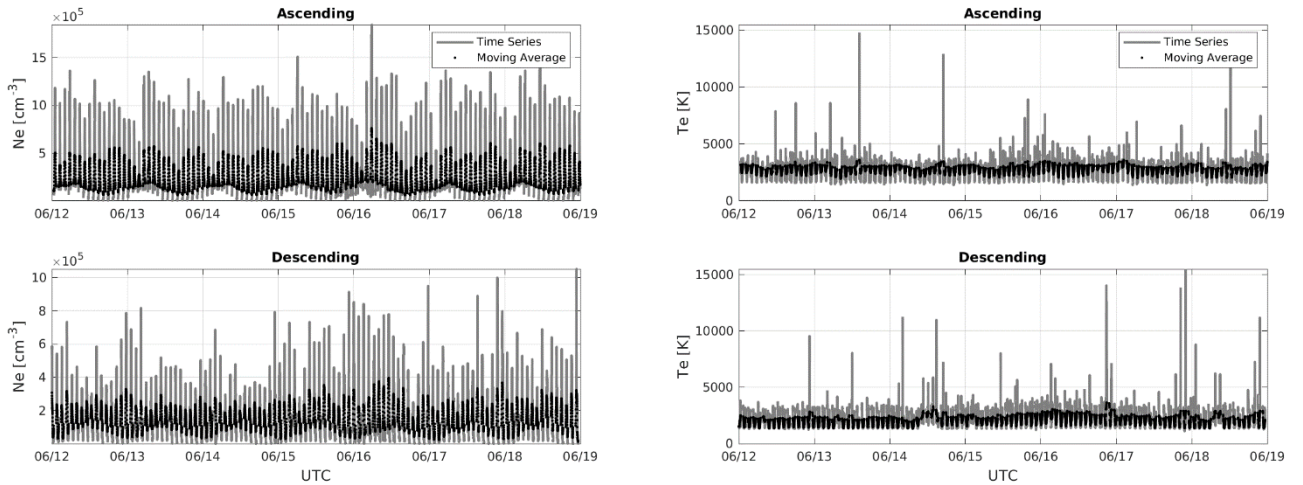 Ascending
×10⁵
Ne [cm⁻³]
15
10
5
Time Series
Moving Average
06/12 06/13 06/14 06/15 06/16 06/17 06/18 06/19
Ascending
Te [K]
15000
10000
5000
0
Time Series
Moving Average
06/12 06/13 06/14 06/15 06/16 06/17 06/18 06/19
Descending
×10⁵
Ne [cm⁻³]
10
8
6
4
2
06/12 06/13 06/14 06/15 06/16 06/17 06/18 06/19
UTC
Descending
Te [K]
15000
10000
5000
0
06/12 06/13 06/14 06/15 06/16 06/17 06/18 06/19
UTC